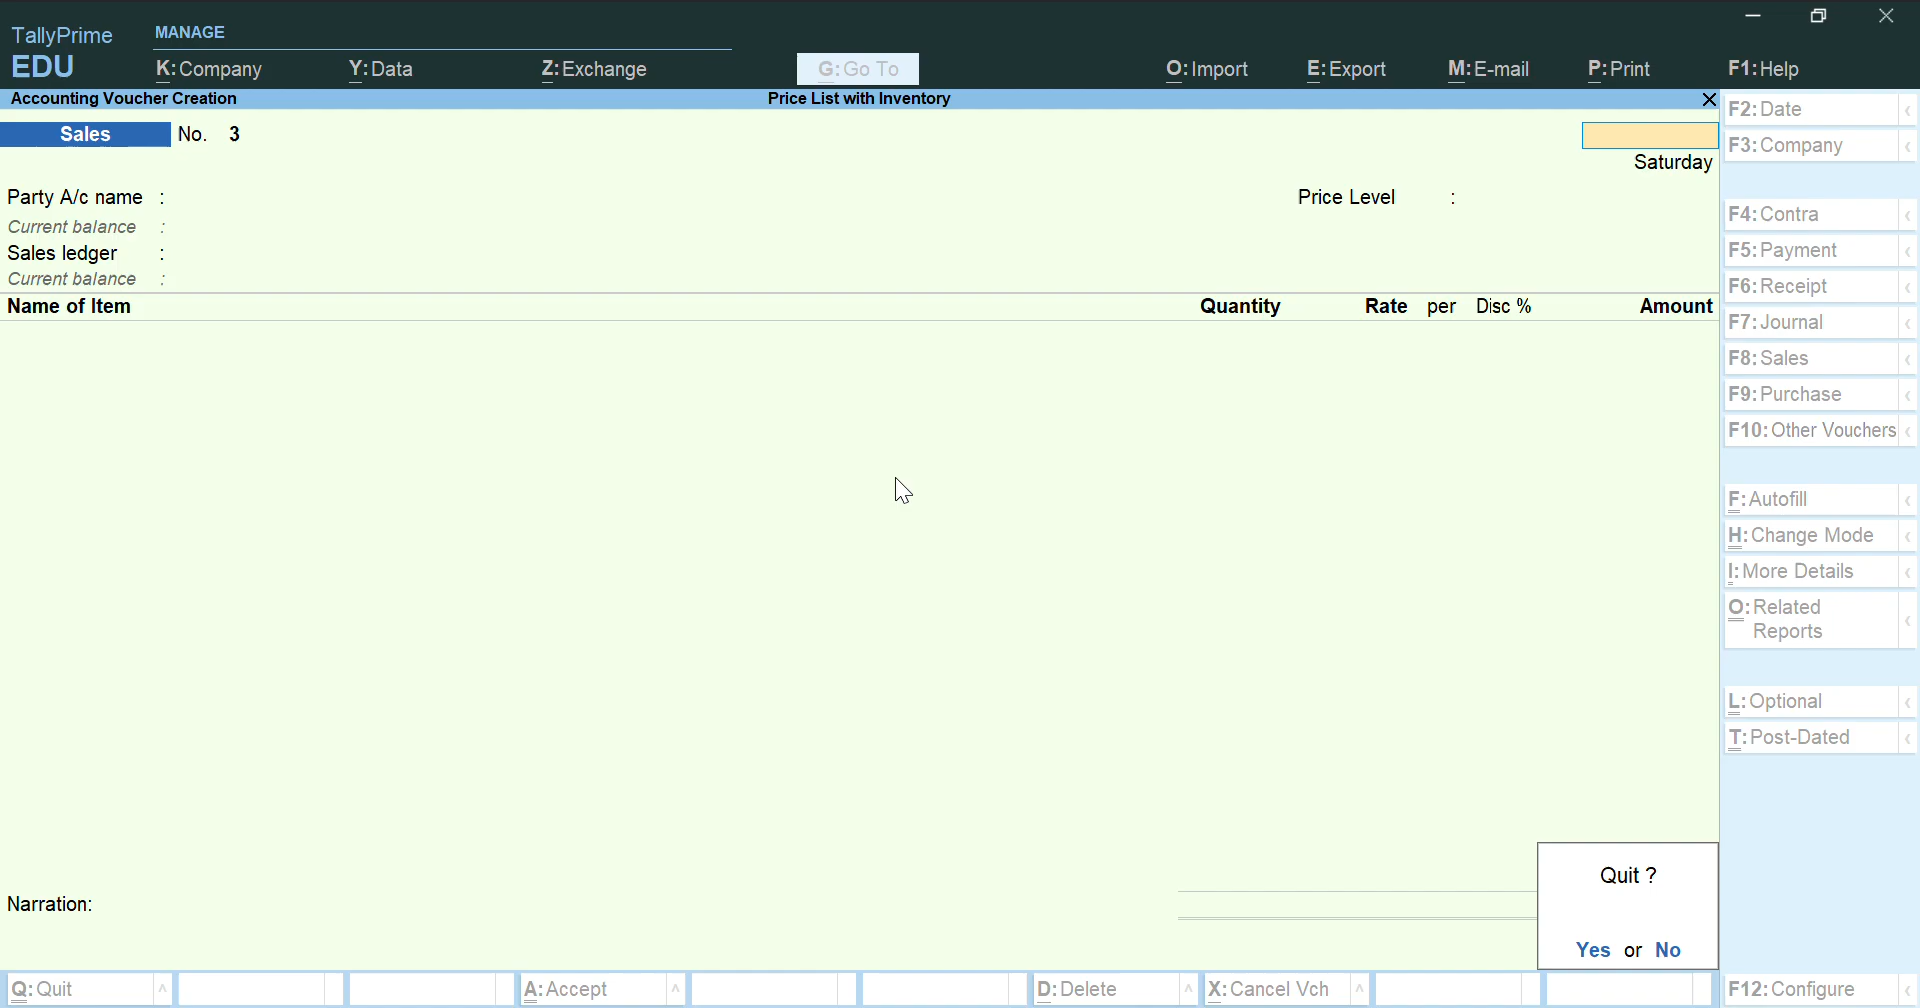 TallyPrime
EDU
MANAGE
K: Company
Y: Data
Z: Exchange
G: Go To
O: Import
E: Export
M: E-mail
P: Print
F1: Help
Accounting Voucher Creation
Price List with Inventory
Sales No. 3
Saturday
Party A/c name :
Price Level :
Current balance :
Sales ledger :
Current balance :
Name of Item Quantity Rate per Disc % Amount
Narration:
Quit ?
Yes or No
F2: Date
F3: Company
F4: Contra
F5: Payment
F6: Receipt
F7: Journal
F8: Sales
F9: Purchase
F10: Other Vouchers
F: Autofill
H: Change Mode
I: More Details
O: Related
Reports
L: Optional
T: Post-Dated
Q: Quit
A: Accept
D: Delete
X: Cancel Vch
F12: Configure